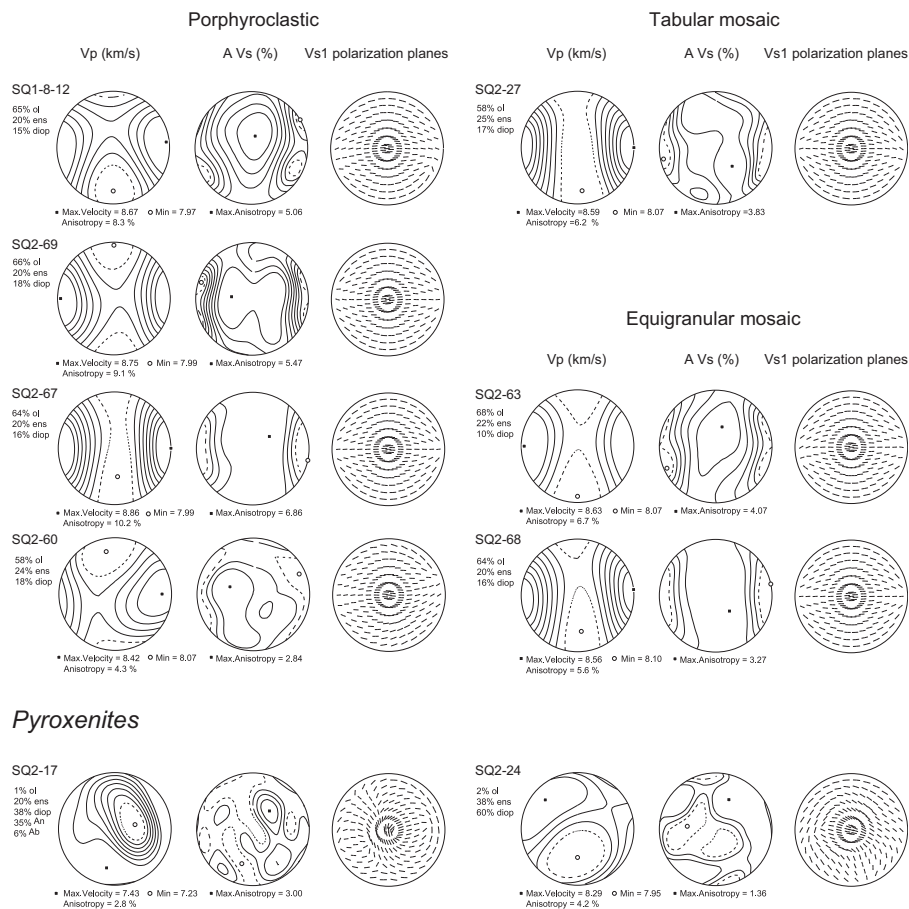 Porphyroclastic
Vp (km/s) A Vs (%) Vs1 polarization planes
SQ1-8-12
65% ol
20% ens
15% diop
Max.Velocity = 8.67 Min = 7.97 Max.Anisotropy = 5.06
Anisotropy = 8.3 %
SQ2-69
66% ol
20% ens
18% diop
Max.Velocity = 8.75 Min = 7.99 Max.Anisotropy = 5.47
Anisotropy = 9.1 %
SQ2-67
64% ol
20% ens
16% diop
Max.Velocity = 8.86 Min = 7.99 Max.Anisotropy = 6.86
Anisotropy = 10.2 %
SQ2-60
58% ol
24% ens
18% diop
Max.Velocity = 8.42 Min = 8.07 Max.Anisotropy = 2.84
Anisotropy = 4.3 %
Tabular mosaic
Vp (km/s) A Vs (%) Vs1 polarization planes
SQ2-27
58% ol
25% ens
17% diop
Max.Velocity =8.59 Min = 8.07 Max.Anisotropy =3.83
Anisotropy =6.2 %
Equigranular mosaic
Vp (km/s) A Vs (%) Vs1 polarization planes
SQ2-63
68% ol
22% ens
10% diop
Max.Velocity = 8.63 Min = 8.07 Max.Anisotropy = 4.07
Anisotropy = 6.7 %
SQ2-68
64% ol
20% ens
16% diop
Max.Velocity = 8.56 Min = 8.10 Max.Anisotropy = 3.27
Anisotropy = 5.6 %
Pyroxenites
SQ2-17
1% ol
20% ens
38% diop
35% An
6% Ab
Max.Velocity = 7.43 Min = 7.23 Max.Anisotropy = 3.00
Anisotropy = 2.8 %
SQ2-24
2% ol
38% ens
60% diop
Max.Velocity = 8.29 Min = 7.95 Max.Anisotropy = 1.36
Anisotropy = 4.2 %